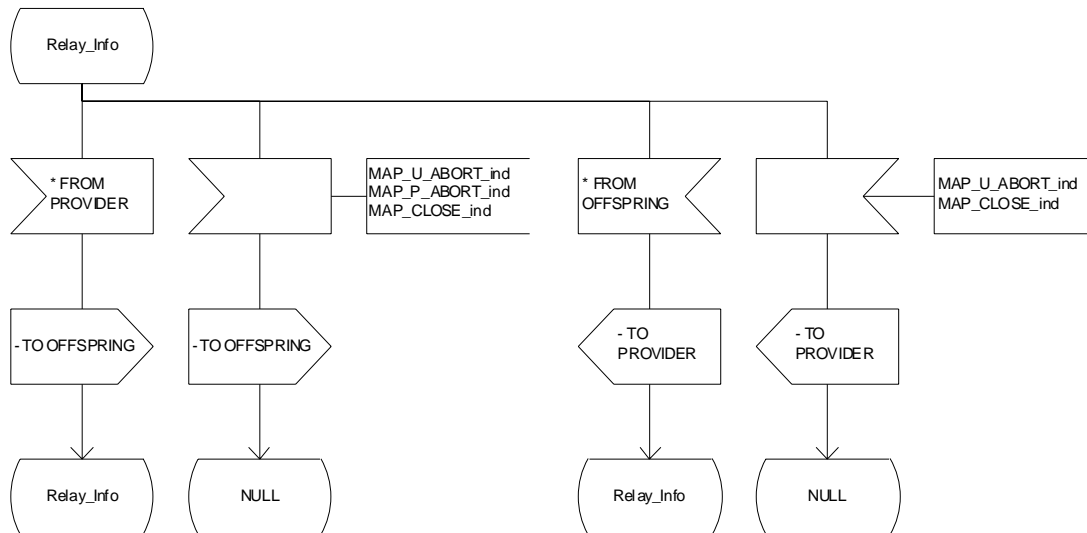 Relay_Info
* FROM
PROVIDER
MAP_U_ABORT_ind
MAP_P_ABORT_ind
MAP_CLOSE_ind
* FROM
OFFSPRING
MAP_U_ABORT_ind
MAP_CLOSE_ind
- TO OFFSPRING
- TO OFFSPRING
- TO
PROVIDER
- TO
PROVIDER
Relay_Info
NULL
Relay_Info
NULL